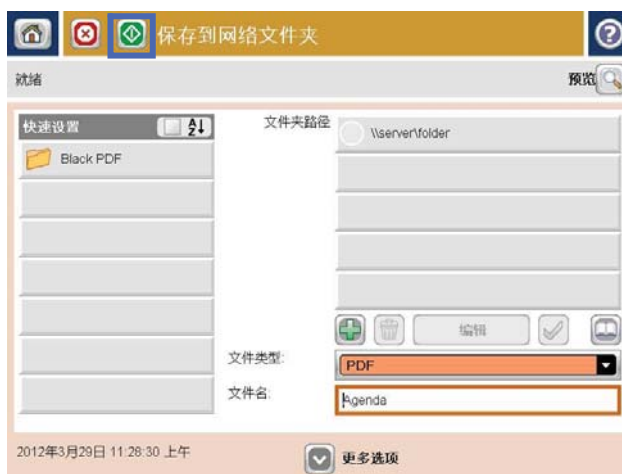 保存到网络文件夹
就绪
预览
快速设置
文件夹路径
\\server\folder
Black PDF
编辑
文件类型:
PDF
文件名:
Agenda
2012年3月29日 11:28:30 上午
更多选项